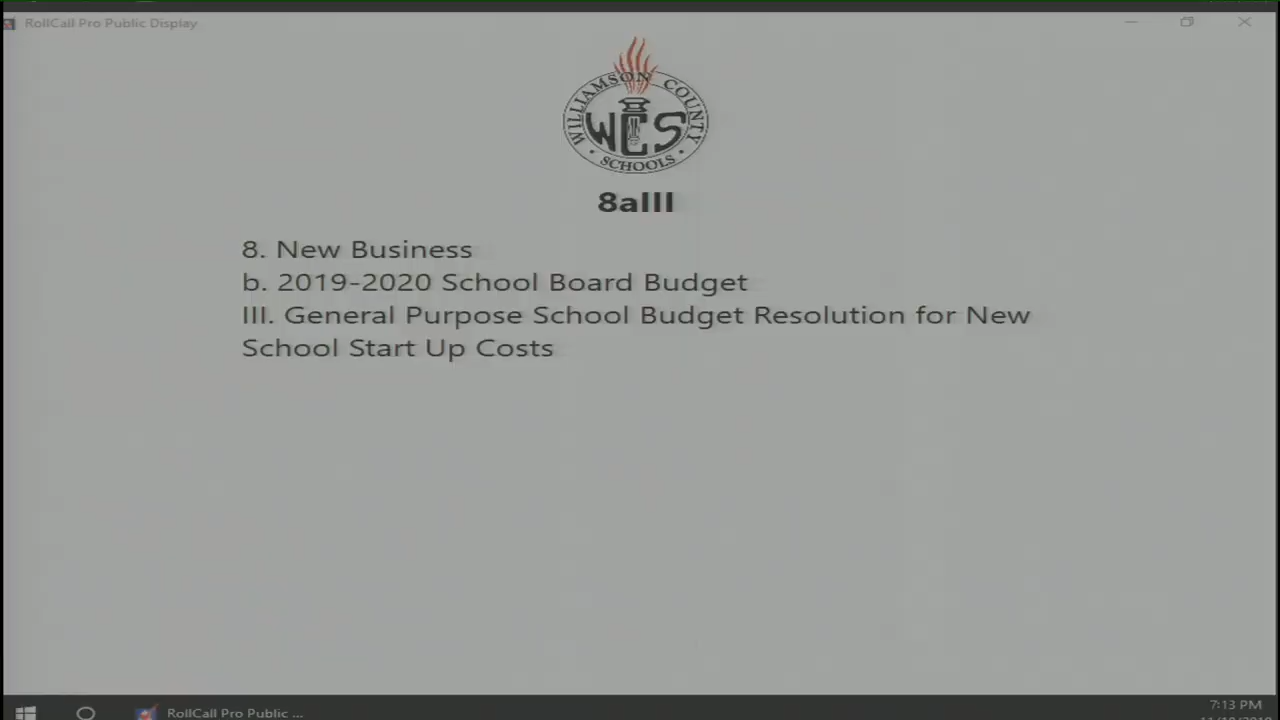 RollCall Pro Public Display
WILLIAMSON COUNTY
WCS
SCHOOLS
8aIII
8. New Business
b. 2019-2020 School Board Budget
III. General Purpose School Budget Resolution for New
School Start Up Costs
RollCall Pro Public ...
7:13 PM